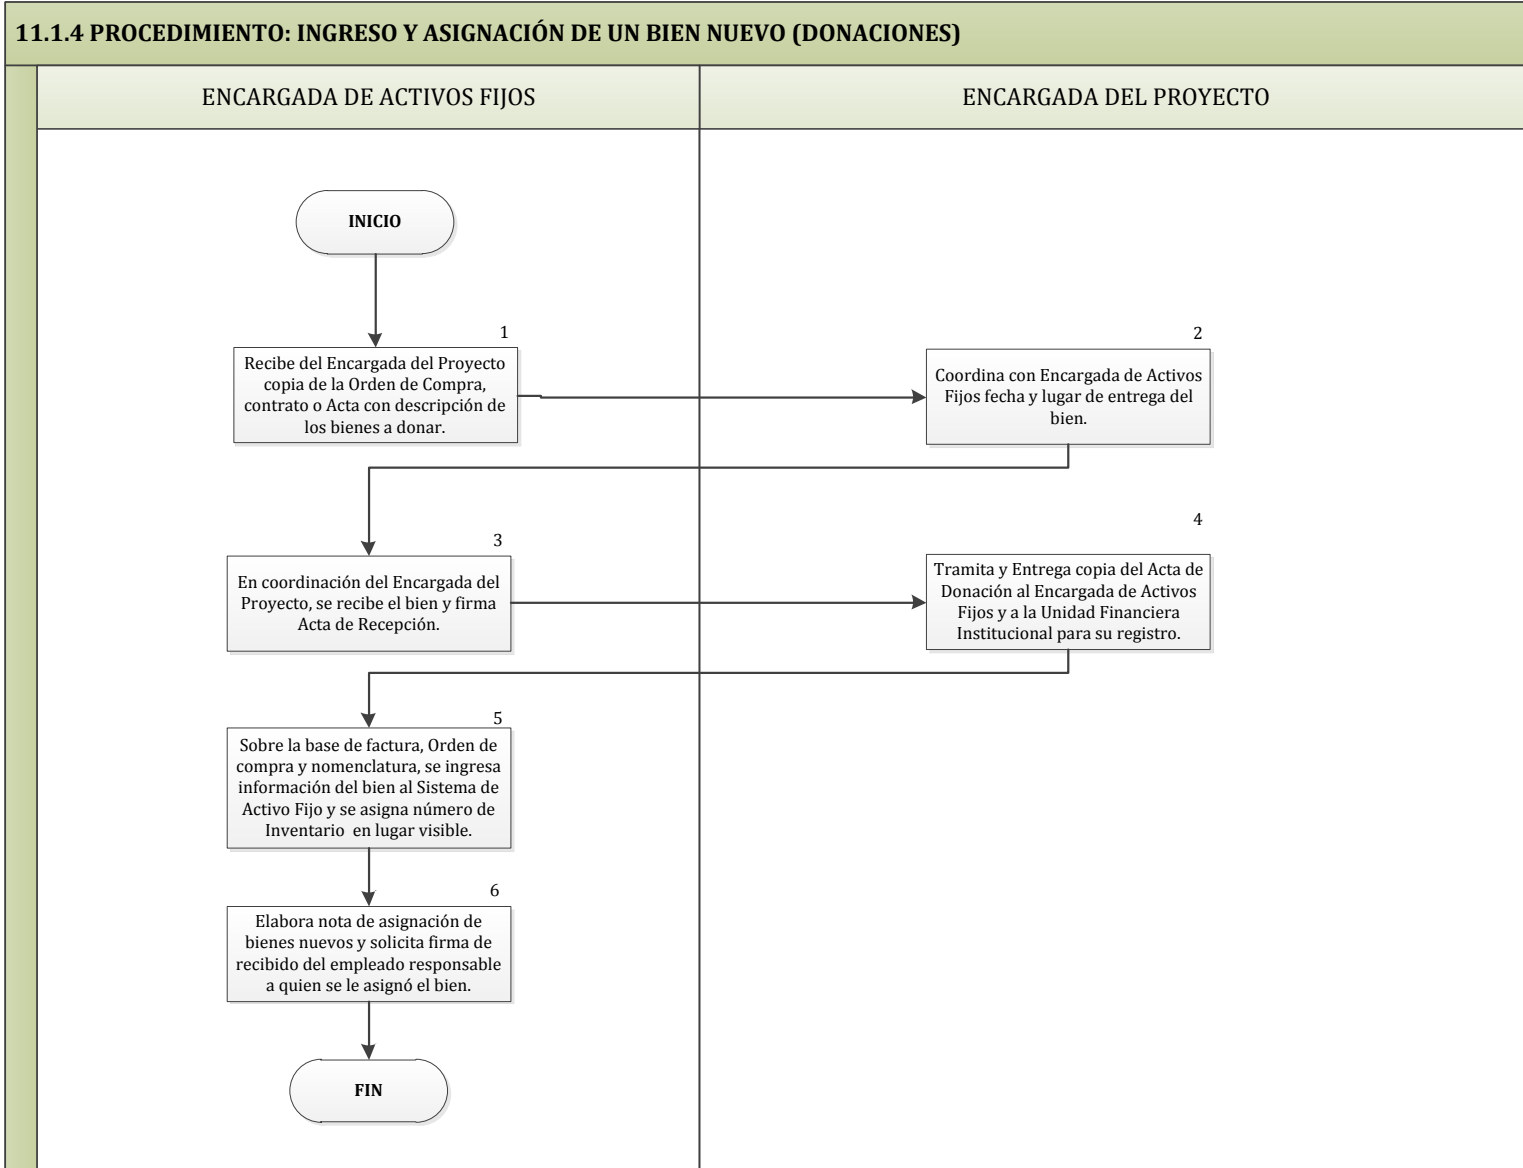 11.1.4 PROCEDIMIENTO: INGRESO Y ASIGNACIÓN DE UN BIEN NUEVO (DONACIONES)
ENCARGADA DE ACTIVOS FIJOS
ENCARGADA DEL PROYECTO
INICIO
1
Recibe del Encargada del Proyecto
copia de la Orden de Compra,
contrato o Acta con descripción de
los bienes a donar.
2
Coordina con Encargada de Activos
Fijos fecha y lugar de entrega del
bien.
3
En coordinación del Encargada del
Proyecto, se recibe el bien y firma
Acta de Recepción.
4
Tramita y Entrega copia del Acta de
Donación al Encargada de Activos
Fijos y a la Unidad Financiera
Institucional para su registro.
5
Sobre la base de factura, Orden de
compra y nomenclatura, se ingresa
información del bien al Sistema de
Activo Fijo y se asigna número de
Inventario en lugar visible.
6
Elabora nota de asignación de
bienes nuevos y solicita firma de
recibido del empleado responsable
a quien se le asignó el bien.
FIN